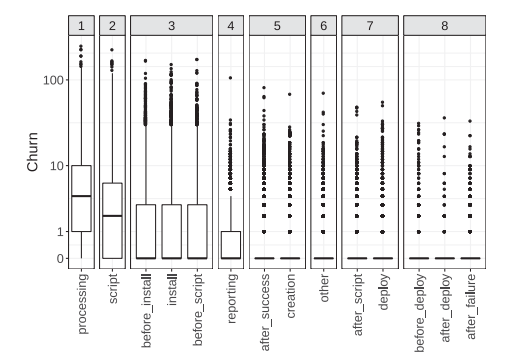 1 2 3 4 5 6 7 8
Churn
100
10
1
0
processing
script
before_install
install
before_script
reporting
after_success
creation
other
after_script
deploy
before_deploy
after_deploy
after_failure